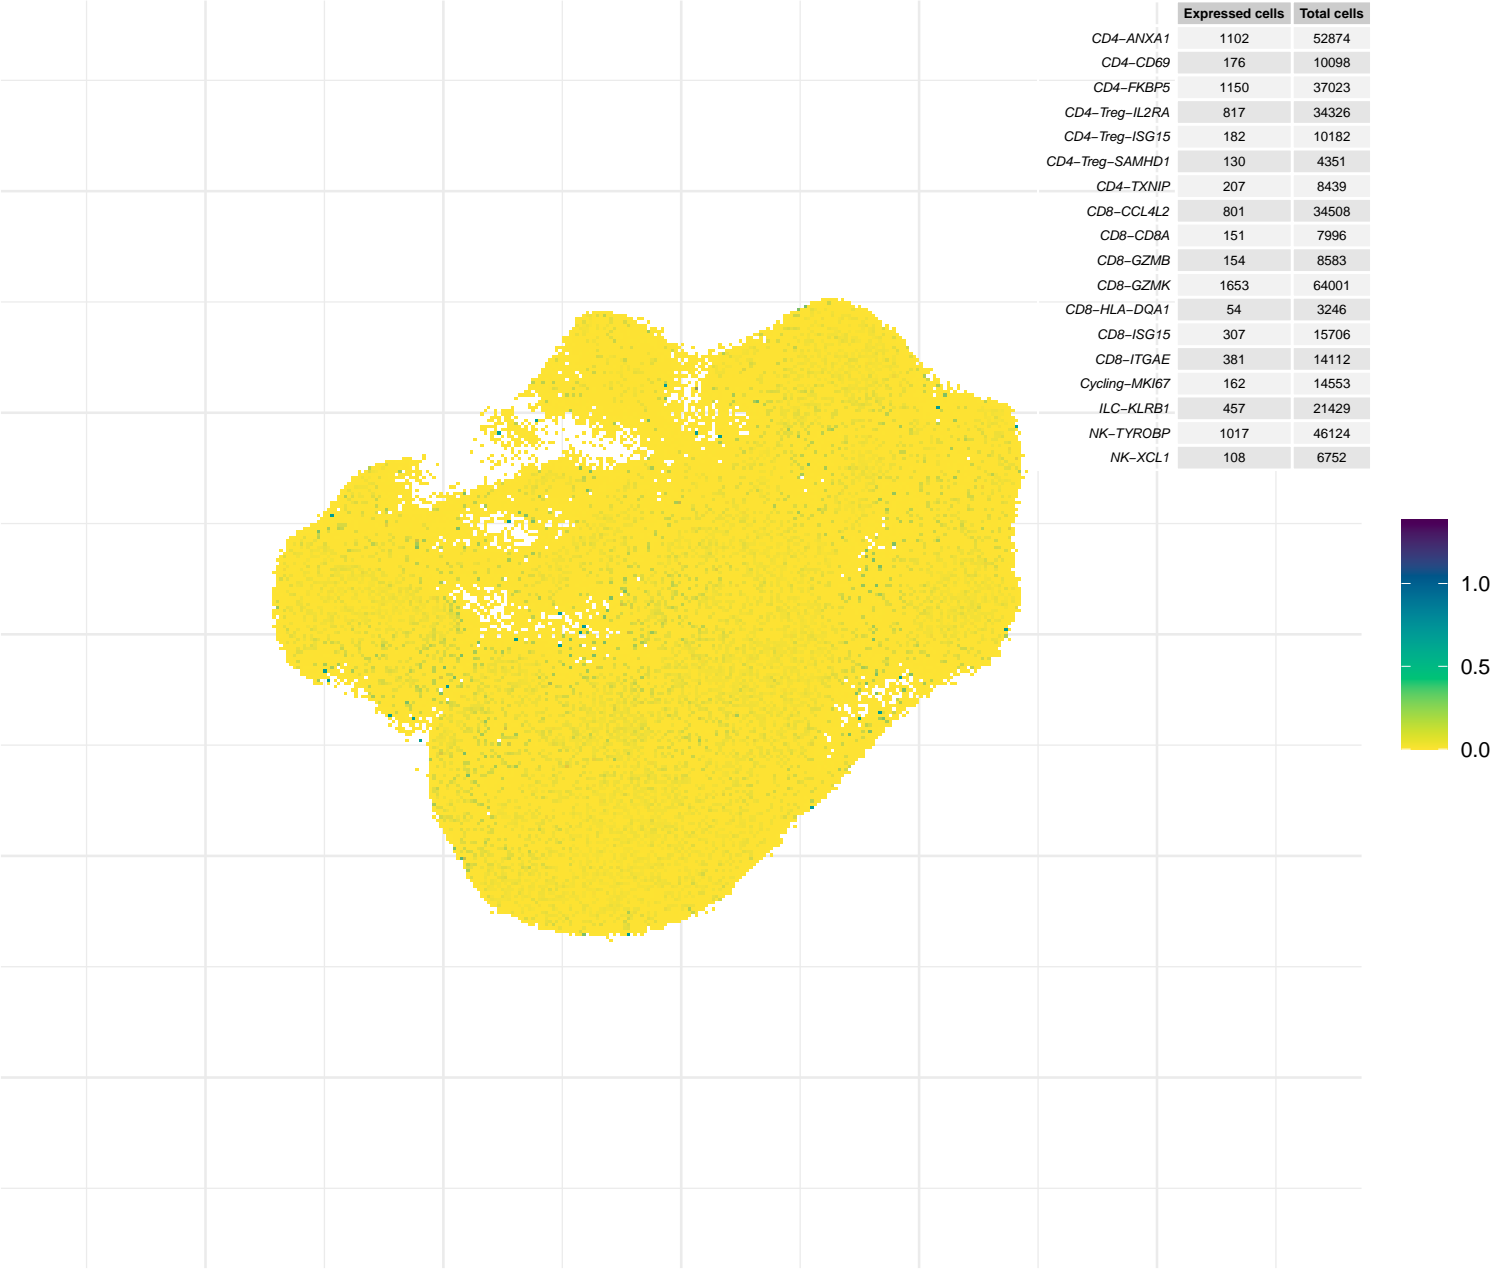 Expressed cells Total cells
CD4−ANXA1 1102 52874
CD4−CD69 176 10098
CD4−FKBP5 1150 37023
CD4−Treg−IL2RA 817 34326
CD4−Treg−ISG15 182 10182
CD4−Treg−SAMHD1 130 4351
CD4−TXNIP 207 8439
CD8−CCL4L2 801 34508
CD8−CD8A 151 7996
CD8−GZMB 154 8583
CD8−GZMK 1653 64001
CD8−HLA−DQA1 54 3246
CD8−ISG15 307 15706
CD8−ITGAE 381 14112
Cycling−MKI67 162 14553
ILC−KLRB1 457 21429
NK−TYROBP 1017 46124
NK−XCL1 108 6752
1.0
0.5
0.0